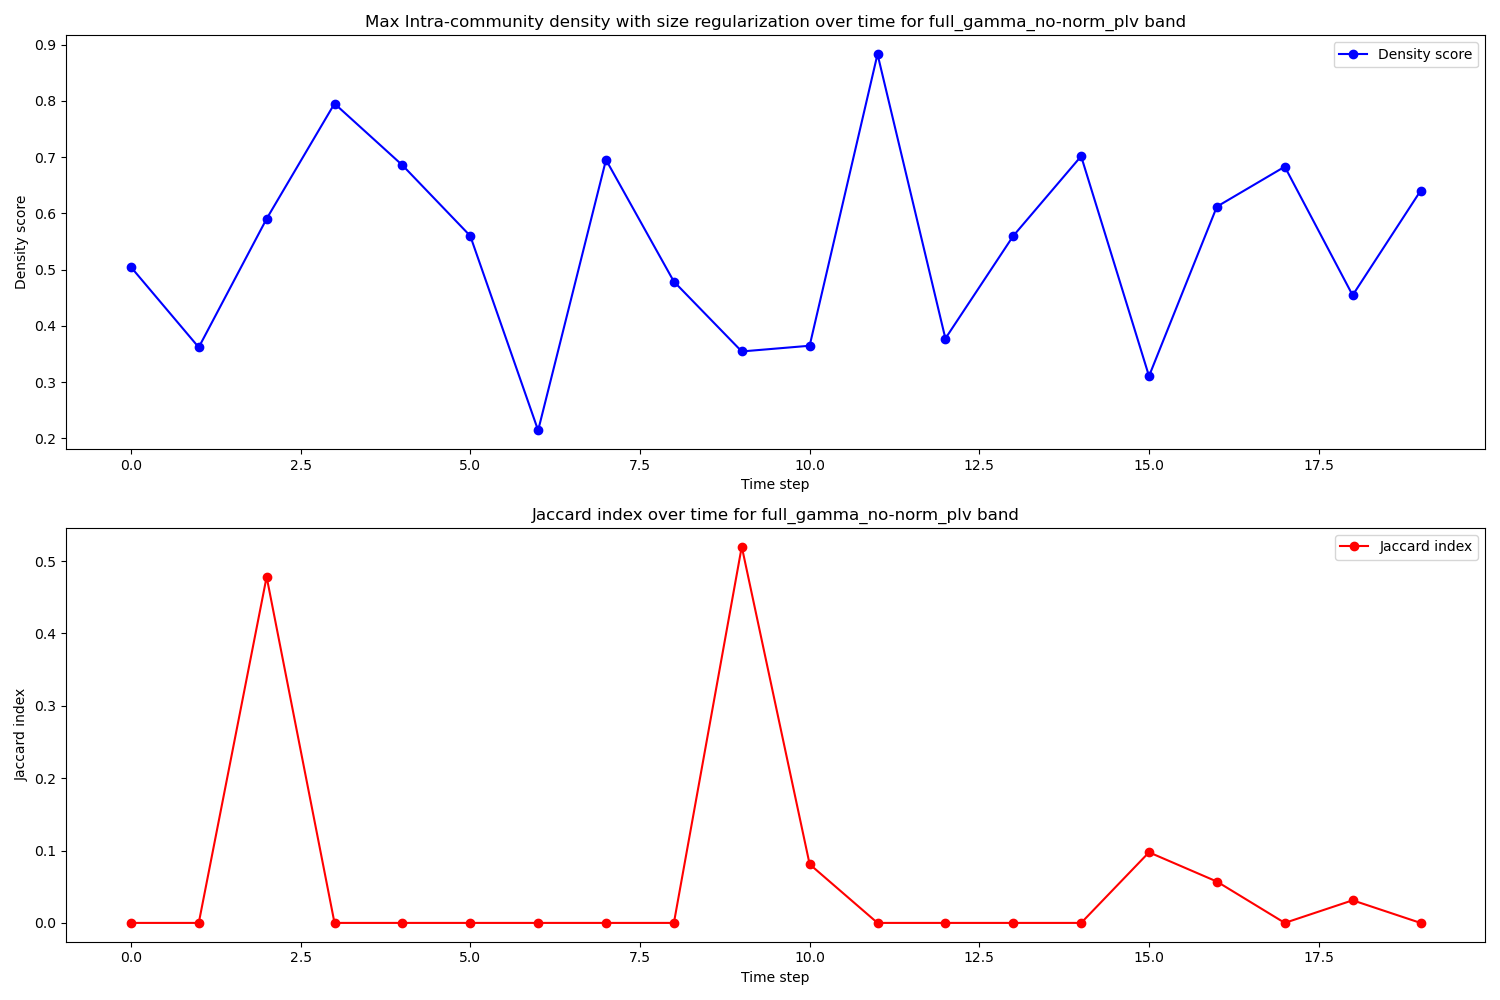 Max Intra-community density with size regularization over time for full_gamma_no-norm_plv band
Density score
0.9
0.8
0.7
0.6
0.5
0.4
0.3
0.2
Density score
0.0 2.5 5.0 7.5 10.0 12.5 15.0 17.5
Time step
Jaccard index over time for full_gamma_no-norm_plv band
Jaccard index
0.5
0.4
0.3
0.2
0.1
0.0
Jaccard index
0.0 2.5 5.0 7.5 10.0 12.5 15.0 17.5
Time step